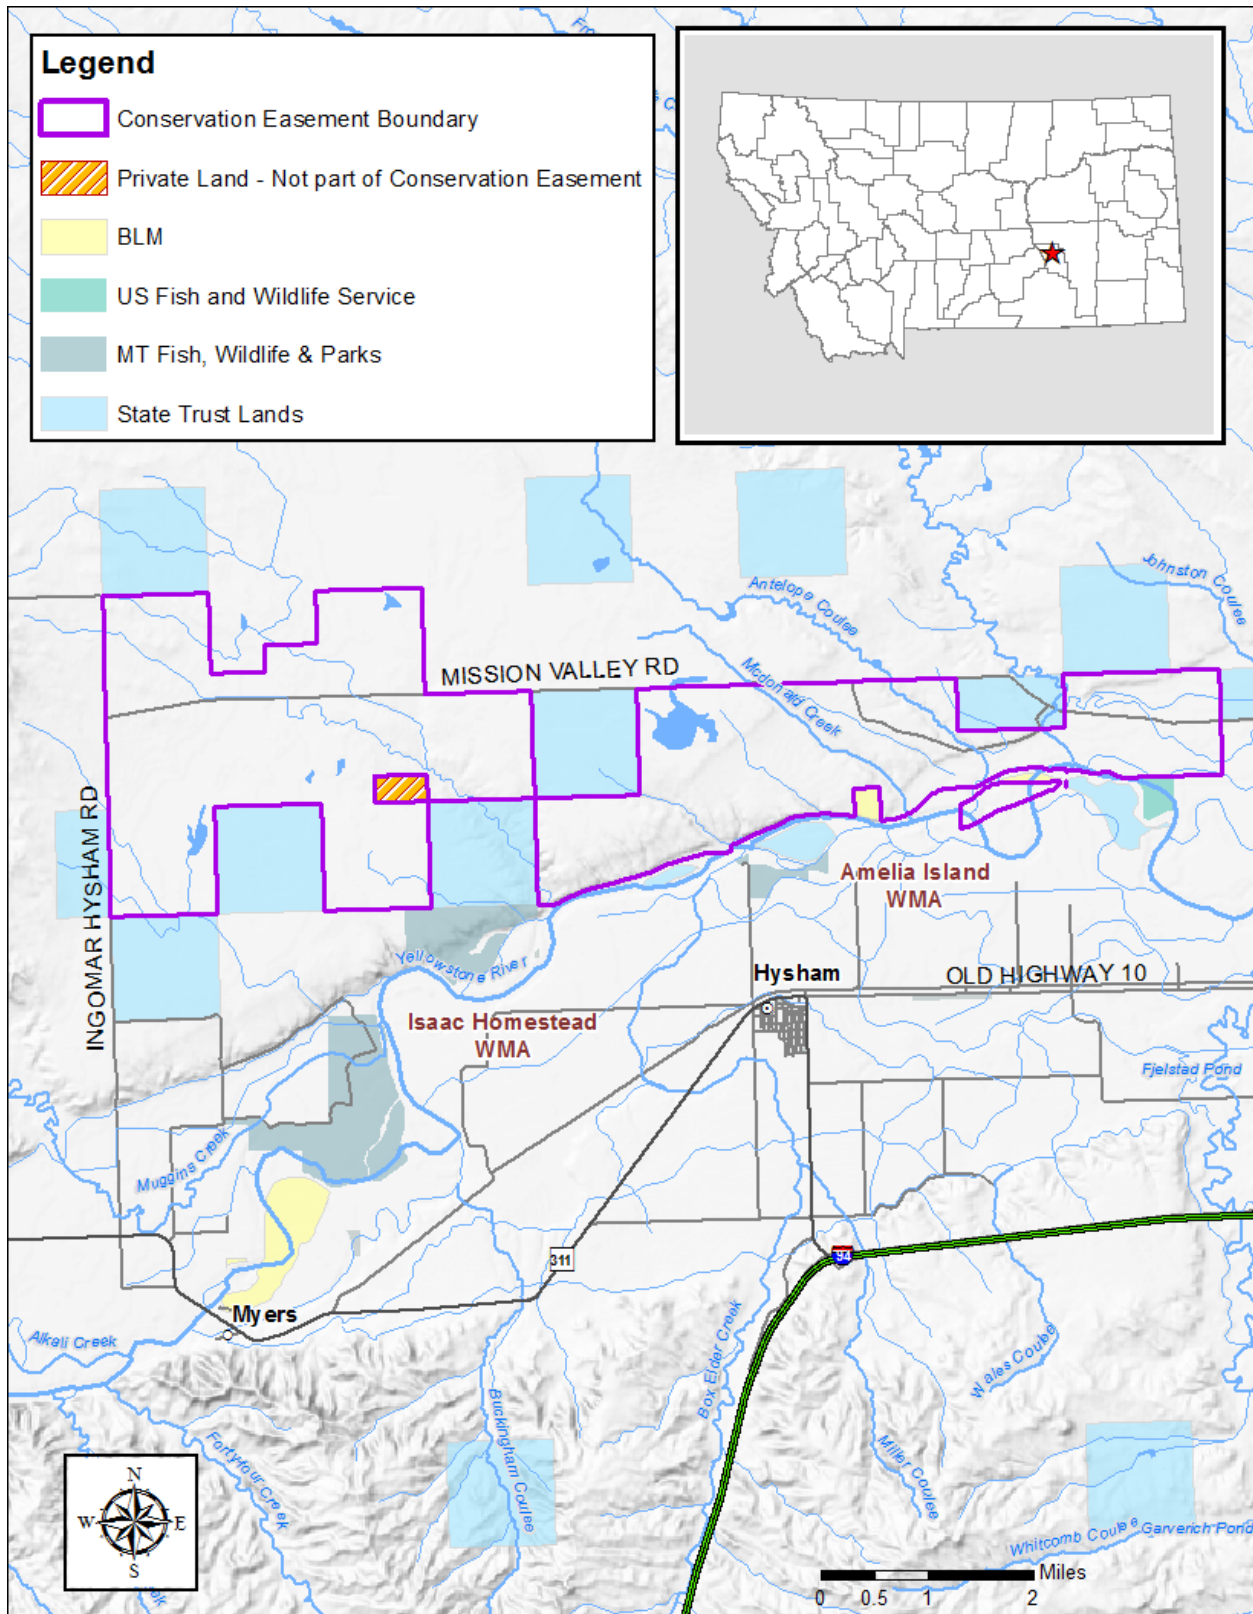 Legend
Conservation Easement Boundary
Private Land - Not part of Conservation Easement
BLM
US Fish and Wildlife Service
MT Fish, Wildlife & Parks
State Trust Lands
Johnston Coulee
Antelope Coulee
MISSION VALLEY RD
Mcdonald Creek
INGOMAR HYSHAM RD
Amelia Island
WMA
Yellowstone River
Hysham
OLD HIGHWAY 10
Isaac Homestead
WMA
Fjelstad Pond
Muggins Creek
311
94
Myers
Alkali Creek
Box Elder Creek
Wales Coulee
Buckingham Coulee
Fortyfour Creek
Miller Coulee
Whitcomb Coulee
Garverich Pond
N
W
E
S
Miles
0 0.5 1 2